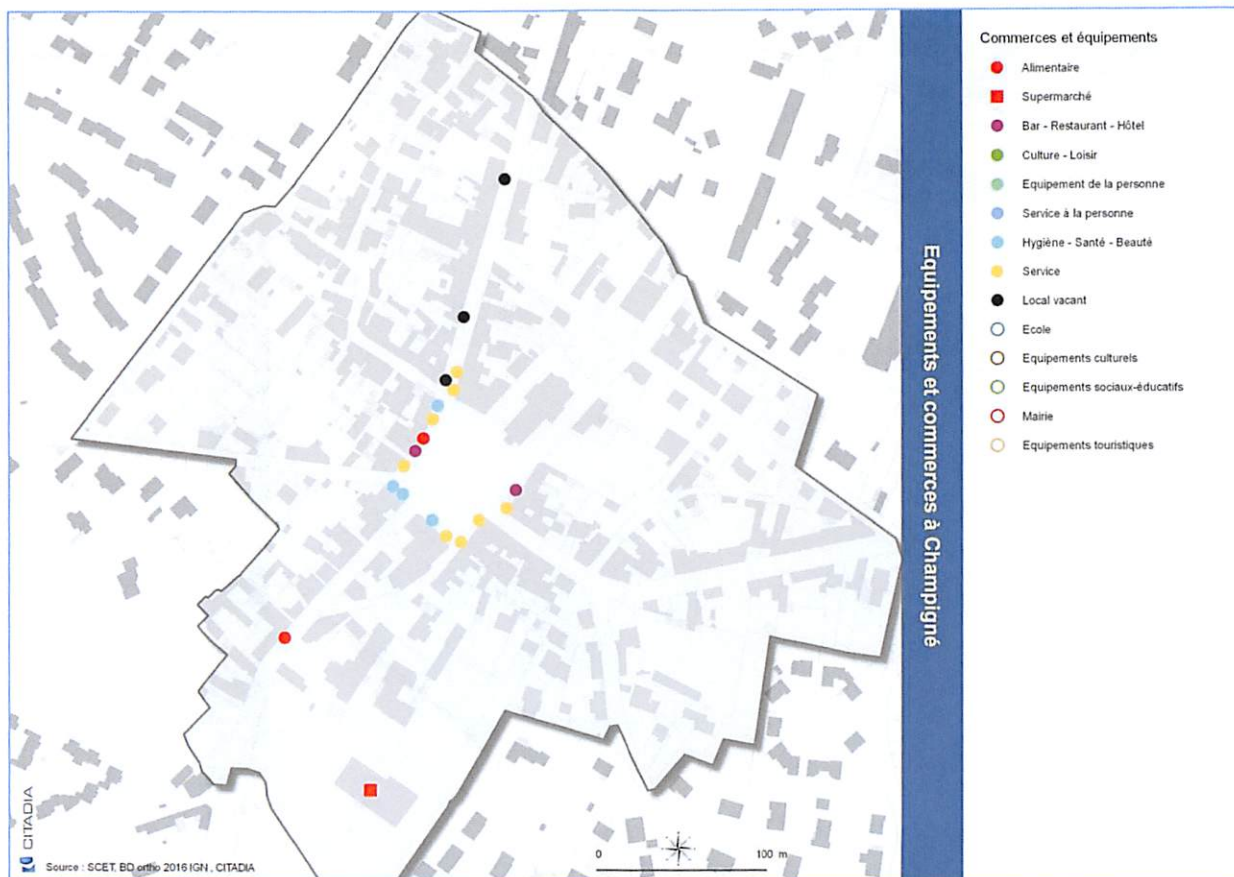 Commerces et équipements
Alimentaire
Supermarché
Bar - Restaurant - Hôtel
Culture - Loisir
Equipement de la personne
Service à la personne
Hygiène - Santé - Beauté
Service
Local vacant
Ecole
Equipements culturels
Equipements sociaux-éducatifs
Mairie
Equipements touristiques
Equipements et commerces à Champigné
CITADIA
Source : SCET, BD ortho 2016 IGN , CITADIA
0 100 m